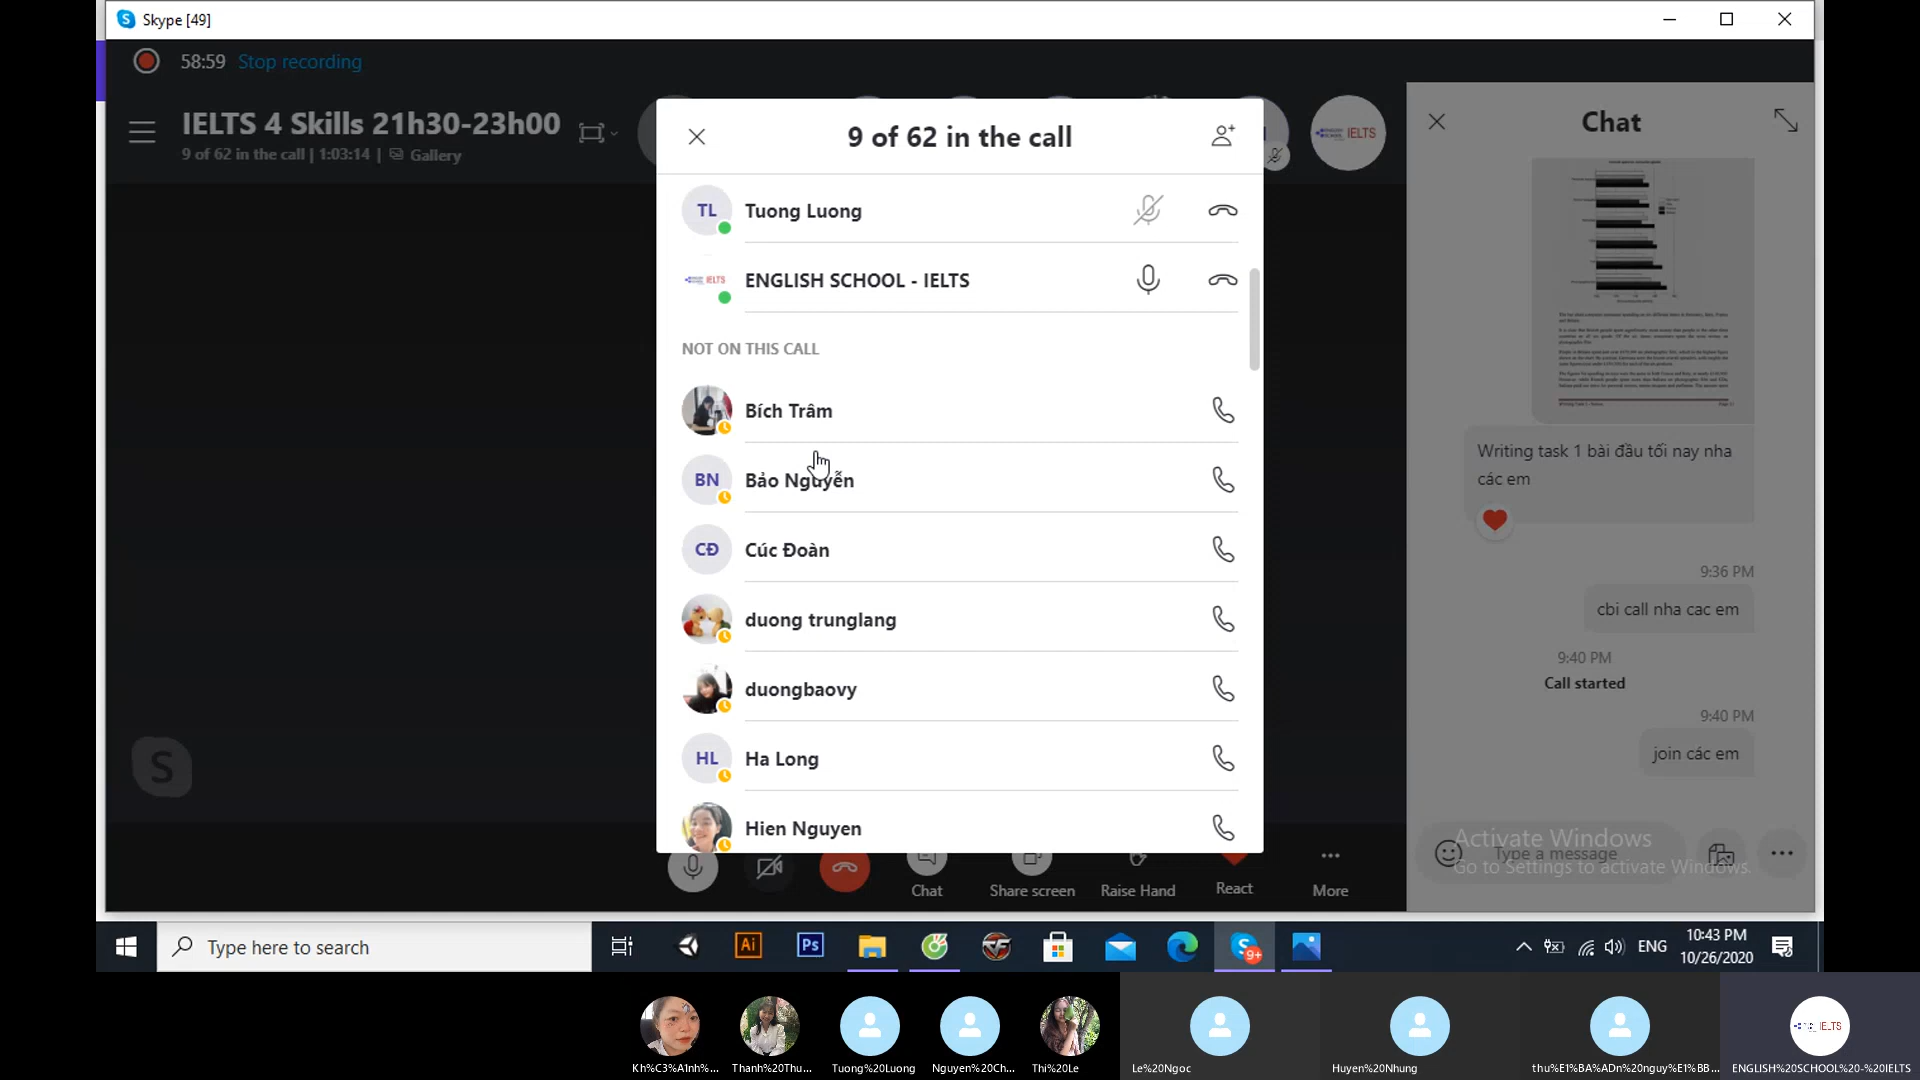 Skype [49]
58:59 Stop recording
IELTS 4 Skills 21h30-23h00
9 of 62 in the call | 1:03:14 | Gallery
IELTS
9 of 62 in the call
TL Tuong Luong
IELTS ENGLISH SCHOOL - IELTS
NOT ON THIS CALL
Bích Trâm
BN Bảo Nguyễn
CĐ Cúc Đoàn
duong trunglang
duongbaovy
HL Ha Long
Hien Nguyen
Chat
Share screen
Raise Hand
React
More
Chat
Writing task 1 bài đầu tối nay nha
các em
9:36 PM
cbi call nha cac em
9:40 PM
Call started
9:40 PM
join các em
Type a message
Activate Windows
Go to Settings to activate Windows.
Type here to search
Ai
Ps
9+
ENG
10:43 PM
10/26/2020
Kh%C3%A1nh%...
Thanh%20Thu...
Tuong%20Luong
Nguyen%20Ch...
Thi%20Le
Le%20Ngoc
Huyen%20Nhung
thu%E1%BA%ADn%20nguy%E1%BB...
IELTS
ENGLISH%20SCHOOL%20-%20IELTS